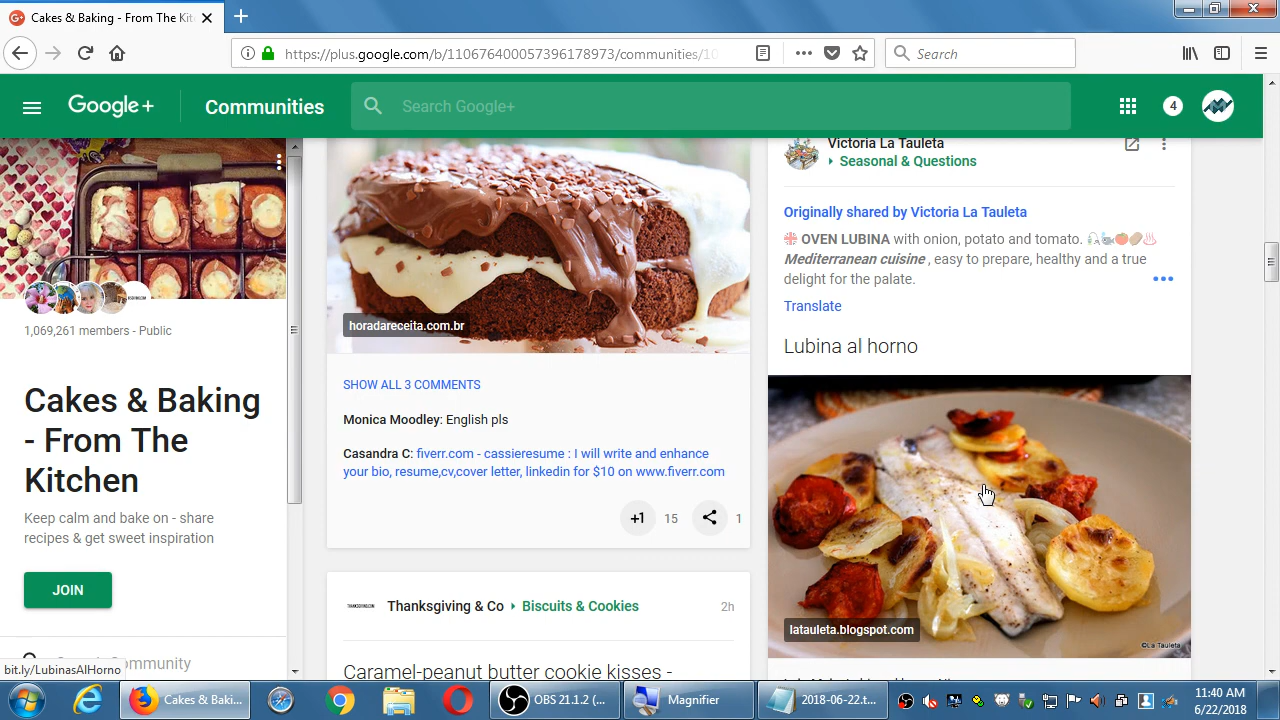 Cakes & Baking - From The Kit
https://plus.google.com/b/110676400057396178973/communities/10
Search
Google+
Communities
Search Google+
4
1,069,261 members - Public
Cakes & Baking
- From The
Kitchen
Keep calm and bake on - share
recipes & get sweet inspiration
JOIN
Community
bit.ly/LubinasAlHorno
horadareceita.com.br
SHOW ALL 3 COMMENTS
Monica Moodley: English pls
Casandra C: fiverr.com - cassieresume : I will write and enhance
your bio, resume,cv,cover letter, linkedin for $10 on www.fiverr.com
+1 15 1
Thanksgiving & Co Biscuits & Cookies 2h
Caramel-peanut butter cookie kisses -
Victoria La Tauleta
Seasonal & Questions
Originally shared by Victoria La Tauleta
OVEN LUBINA with onion, potato and tomato.
Mediterranean cuisine , easy to prepare, healthy and a true
delight for the palate.
Translate
Lubina al horno
latauleta.blogspot.com
©La Tauleta
Cakes & Baki...
OBS 21.1.2 (...
Magnifier
2018-06-22.t...
11:40 AM
6/22/2018